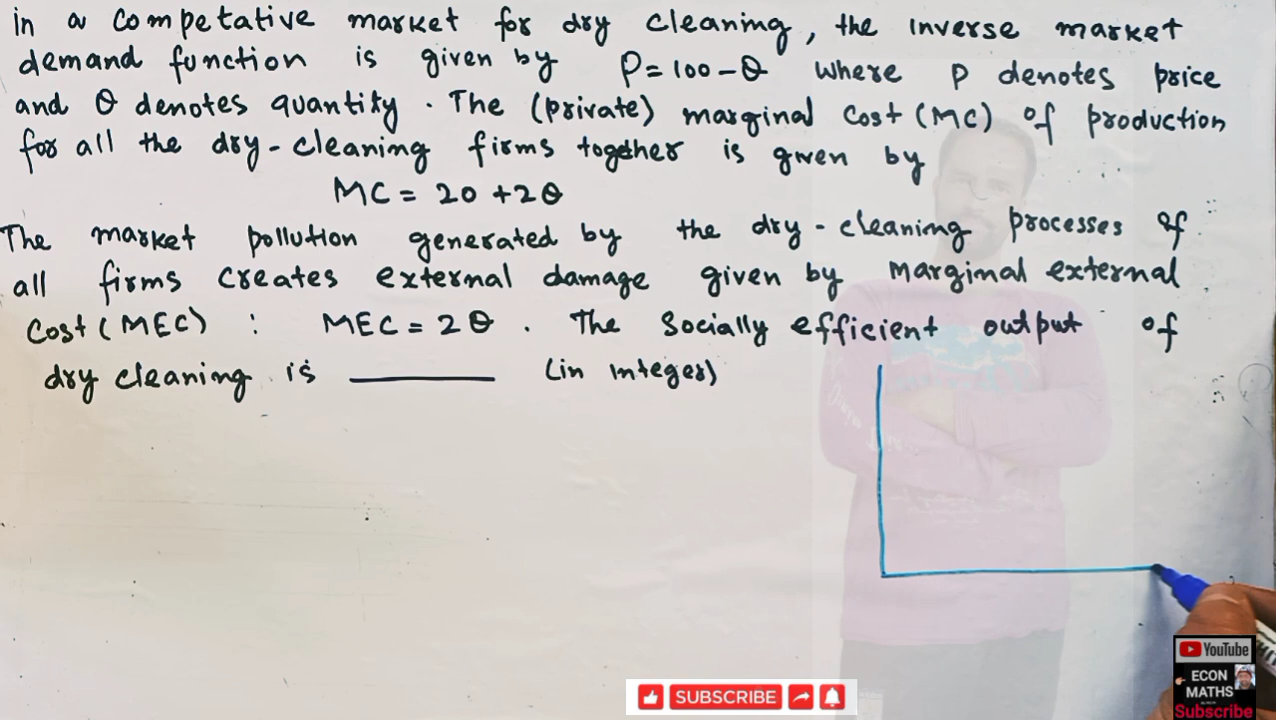 in a competative market for dry cleaning, the inverse market
demand function is given by P=100-Q where P denotes price
and Q denotes quantity. The (private) marginal cost (MC) of production
for all the dry-cleaning firms together is given by
MC = 20 +2Q
The market pollution generated by the dry-cleaning processes of
all firms creates external damage given by marginal external
Cost (MEC) : MEC = 2Q. The Socially efficient output of
dry cleaning is ______ (in integer)
SUBSCRIBE
YouTube
ECON
MATHS
Subscribe